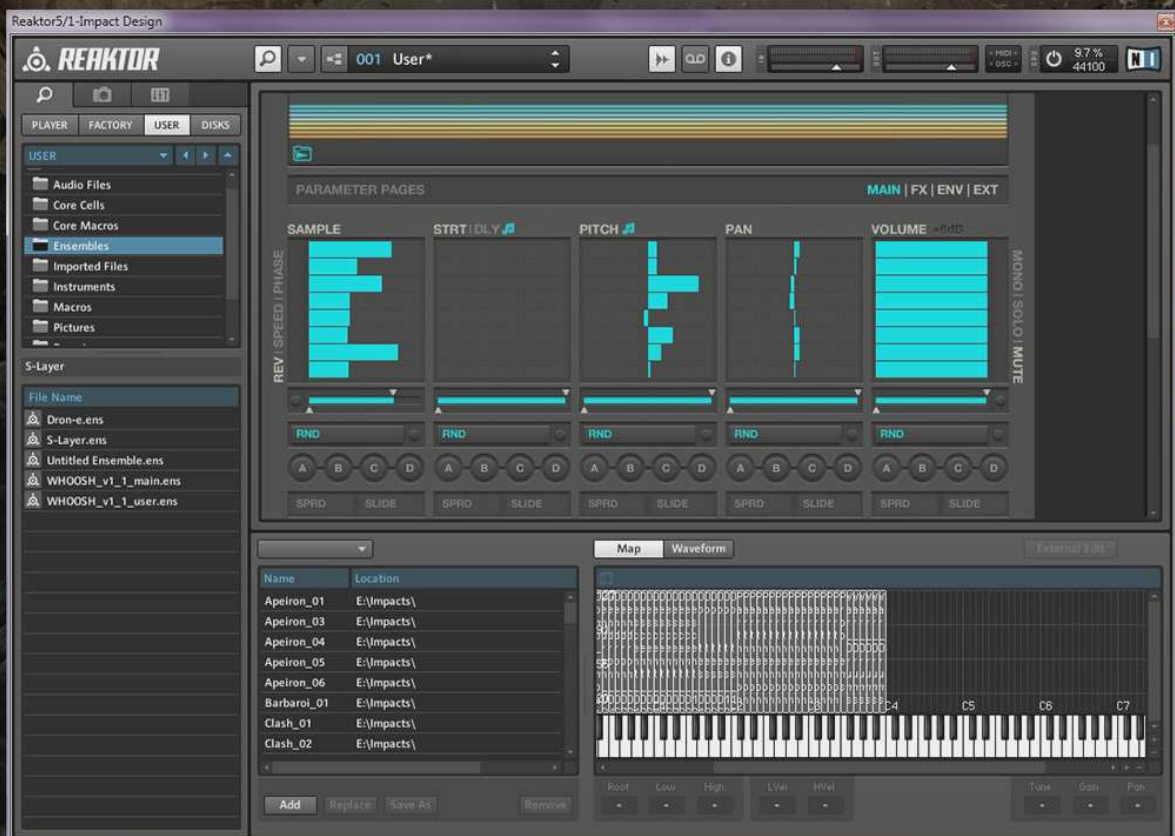 Reaktor5/1-Impact Design
REAKTOR
001 User*
IN
OUT
MIDI
OSC
9.7 %
44100
NI
PLAYER FACTORY USER DISKS
USER
Audio Files
Core Cells
Core Macros
Ensembles
Imported Files
Instruments
Macros
Pictures
S-Layer
File Name
Dron-e.ens
S-Layer.ens
Untitled Ensemble.ens
WHOOSH_v1_1_main.ens
WHOOSH_v1_1_user.ens
PARAMETER PAGES MAIN | FX | ENV | EXT
SAMPLE STRT|DLY PITCH PAN VOLUME +6dB
REV | SPEED | PHASE
MONO | SOLO | MUTE
RND RND RND RND RND
A B C D A B C D A B C D A B C D A B C D
SPRD SLIDE SPRD SLIDE SPRD SLIDE SPRD SLIDE SPRD SLIDE
Map Waveform External Edit
Name Location
Apeiron_01 E:\Impacts\
Apeiron_03 E:\Impacts\
Apeiron_04 E:\Impacts\
Apeiron_05 E:\Impacts\
Apeiron_06 E:\Impacts\
Barbaroi_01 E:\Impacts\
Clash_01 E:\Impacts\
Clash_02 E:\Impacts\
C4 C5 C6 C7
Add Replace Save As Remove
Root Low High LVel HVel Tune Gain Pan
- - - - - - - -